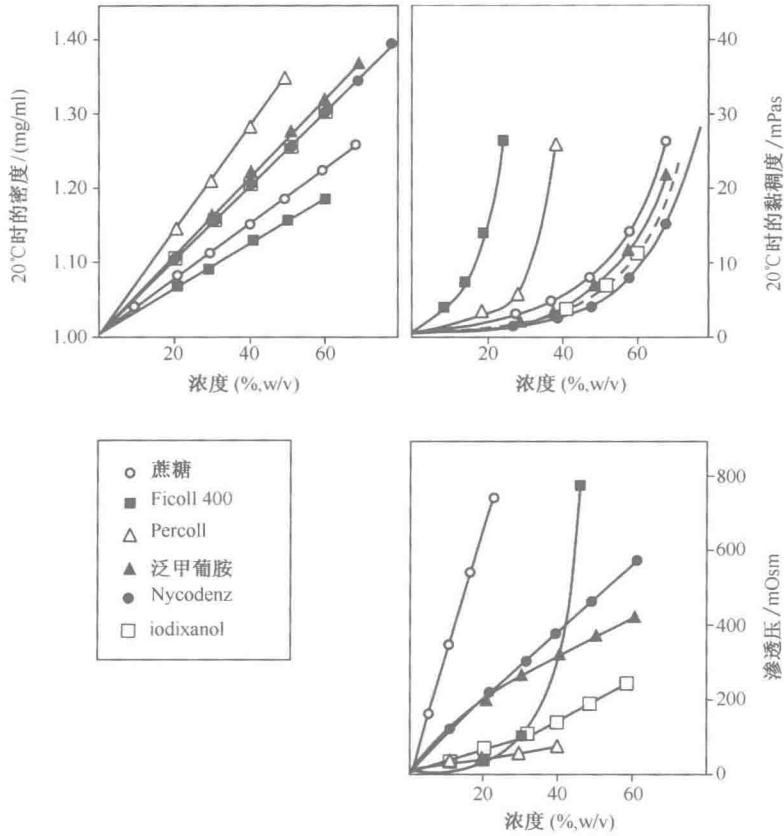 1.40
1.30
1.20
1.10
1.00
20℃时的密度/(mg/ml)
20
40
60
浓度(%,w/v)
40
30
20
10
0
20℃时的黏稠度/mPas
20
40
60
浓度(%,w/v)
蔗糖
Ficoll 400
Percoll
泛甲葡胺
Nycodenz
iodixanol
800
600
400
200
0
渗透压/mOsm
20
40
60
浓度(%,w/v)